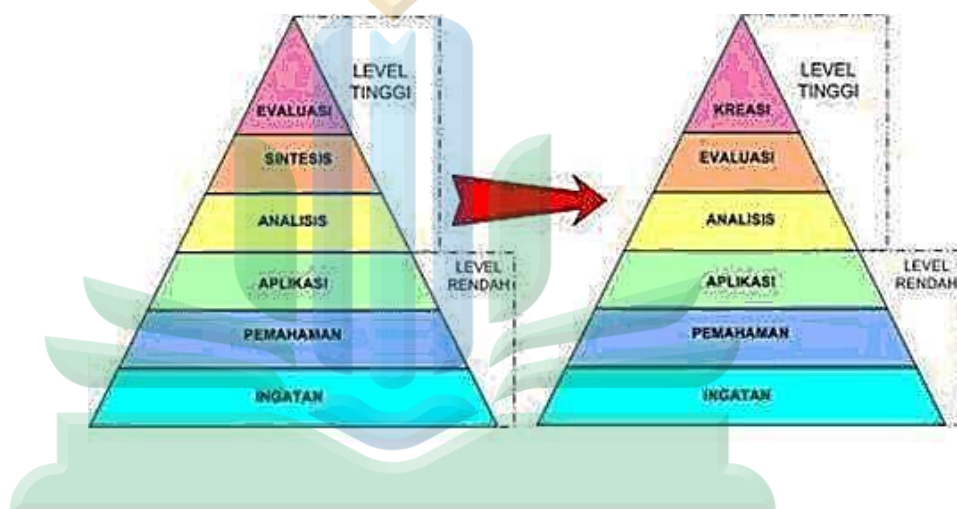 LEVEL
TINGGI
EVALUASI
SINTESIS
ANALISIS
LEVEL
RENDAH
APLIKASI
PEMAHAMAN
INGATAN
LEVEL
TINGGI
KREASI
EVALUASI
ANALISIS
LEVEL
RENDAH
APLIKASI
PEMAHAMAN
INGATAN